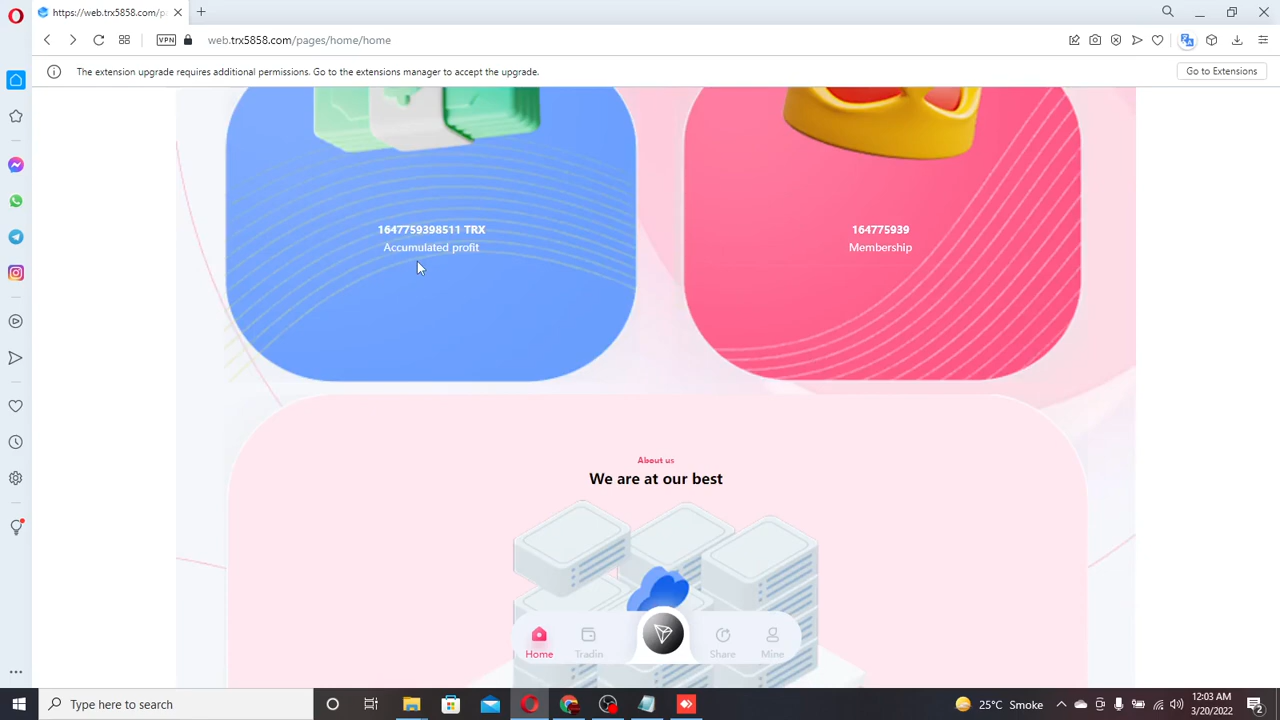 https://web.trx5858.com/p
VPN
web.trx5858.com/pages/home/home
The extension upgrade requires additional permissions. Go to the extensions manager to accept the upgrade.
Go to Extensions
1647759398511 TRX
Accumulated profit
164775939
Membership
About us
We are at our best
Home
Tradin
Share
Mine
Type here to search
25°C Smoke
12:03 AM
3/20/2022
2